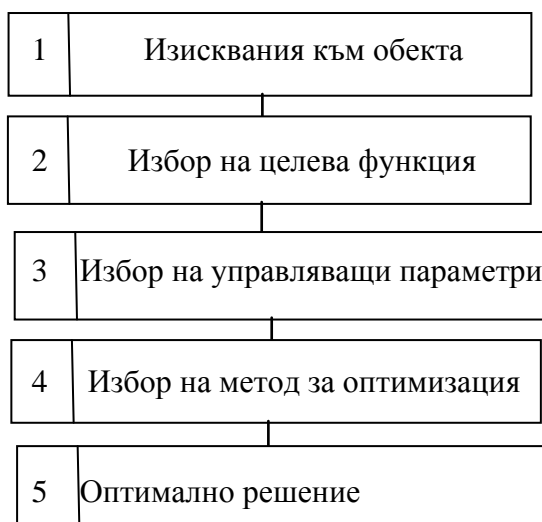 1 Изисквания към обекта
2 Избор на целева функция
3 Избор на управляващи параметри
4 Избор на метод за оптимизация
5 Оптимално решение